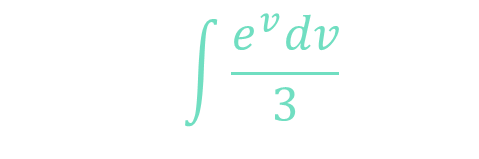 ∫ e^v dv / 3